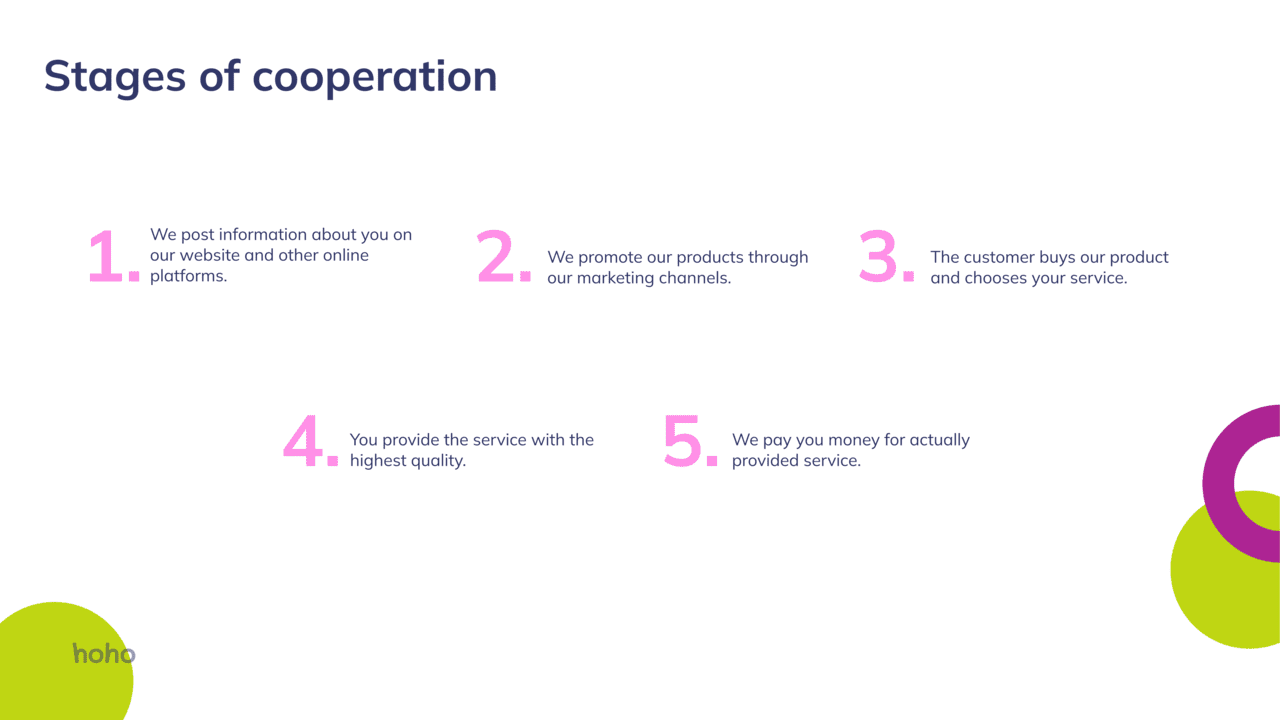 Stages of cooperation
1. We post information about you on
our website and other online
platforms.
2. We promote our products through
our marketing channels.
3. The customer buys our product
and chooses your service.
4. You provide the service with the
highest quality.
5. We pay you money for actually
provided service.
hoho